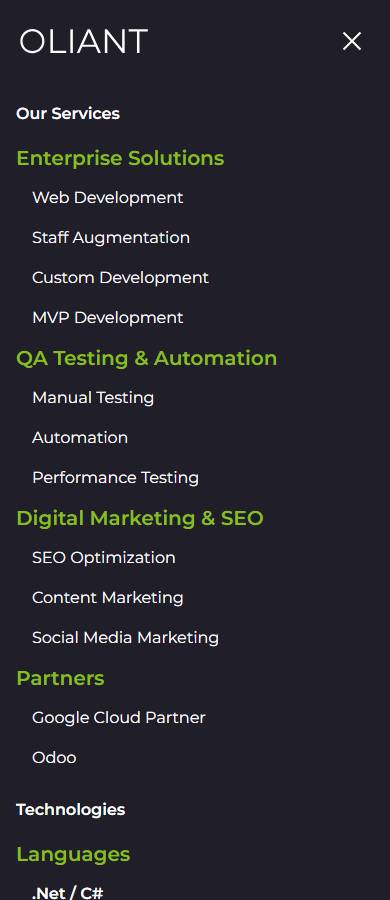 OLIANT
Our Services
Enterprise Solutions
Web Development
Staff Augmentation
Custom Development
MVP Development
QA Testing & Automation
Manual Testing
Automation
Performance Testing
Digital Marketing & SEO
SEO Optimization
Content Marketing
Social Media Marketing
Partners
Google Cloud Partner
Odoo
Technologies
Languages
.Net / C#